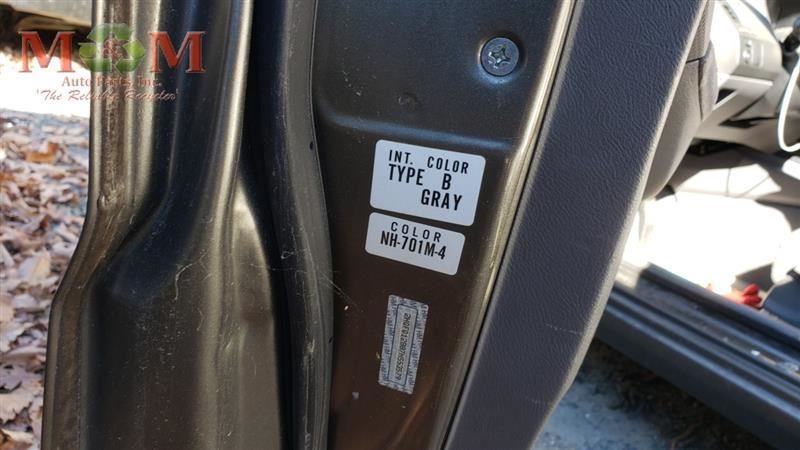 M M
Auto Parts Inc.
'The Reliable Recycler'
INT. COLOR
TYPE B
GRAY
COLOR
NH-701M-4